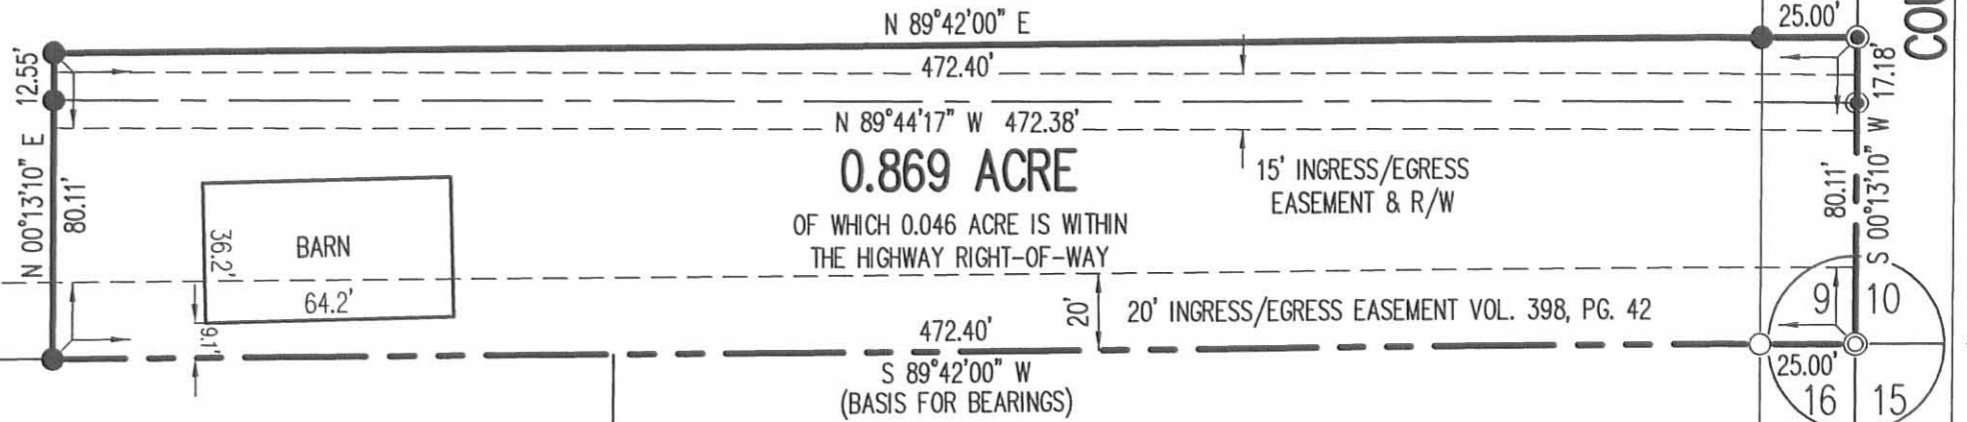 N 89°42'00" E
25.00'
COU
12.55'
472.40'
17.18'
N 89°44'17" W 472.38'
0.869 ACRE
15' INGRESS/EGRESS
EASEMENT & R/W
OF WHICH 0.046 ACRE IS WITHIN
THE HIGHWAY RIGHT-OF-WAY
N 00°13'10" E
80.11'
36.2'
BARN
64.2'
9.1'
80.11'
S 00°13'10" W
20'
20' INGRESS/EGRESS EASEMENT VOL. 398, PG. 42
9 10
472.40'
S 89°42'00" W
(BASIS FOR BEARINGS)
25.00'
16 15